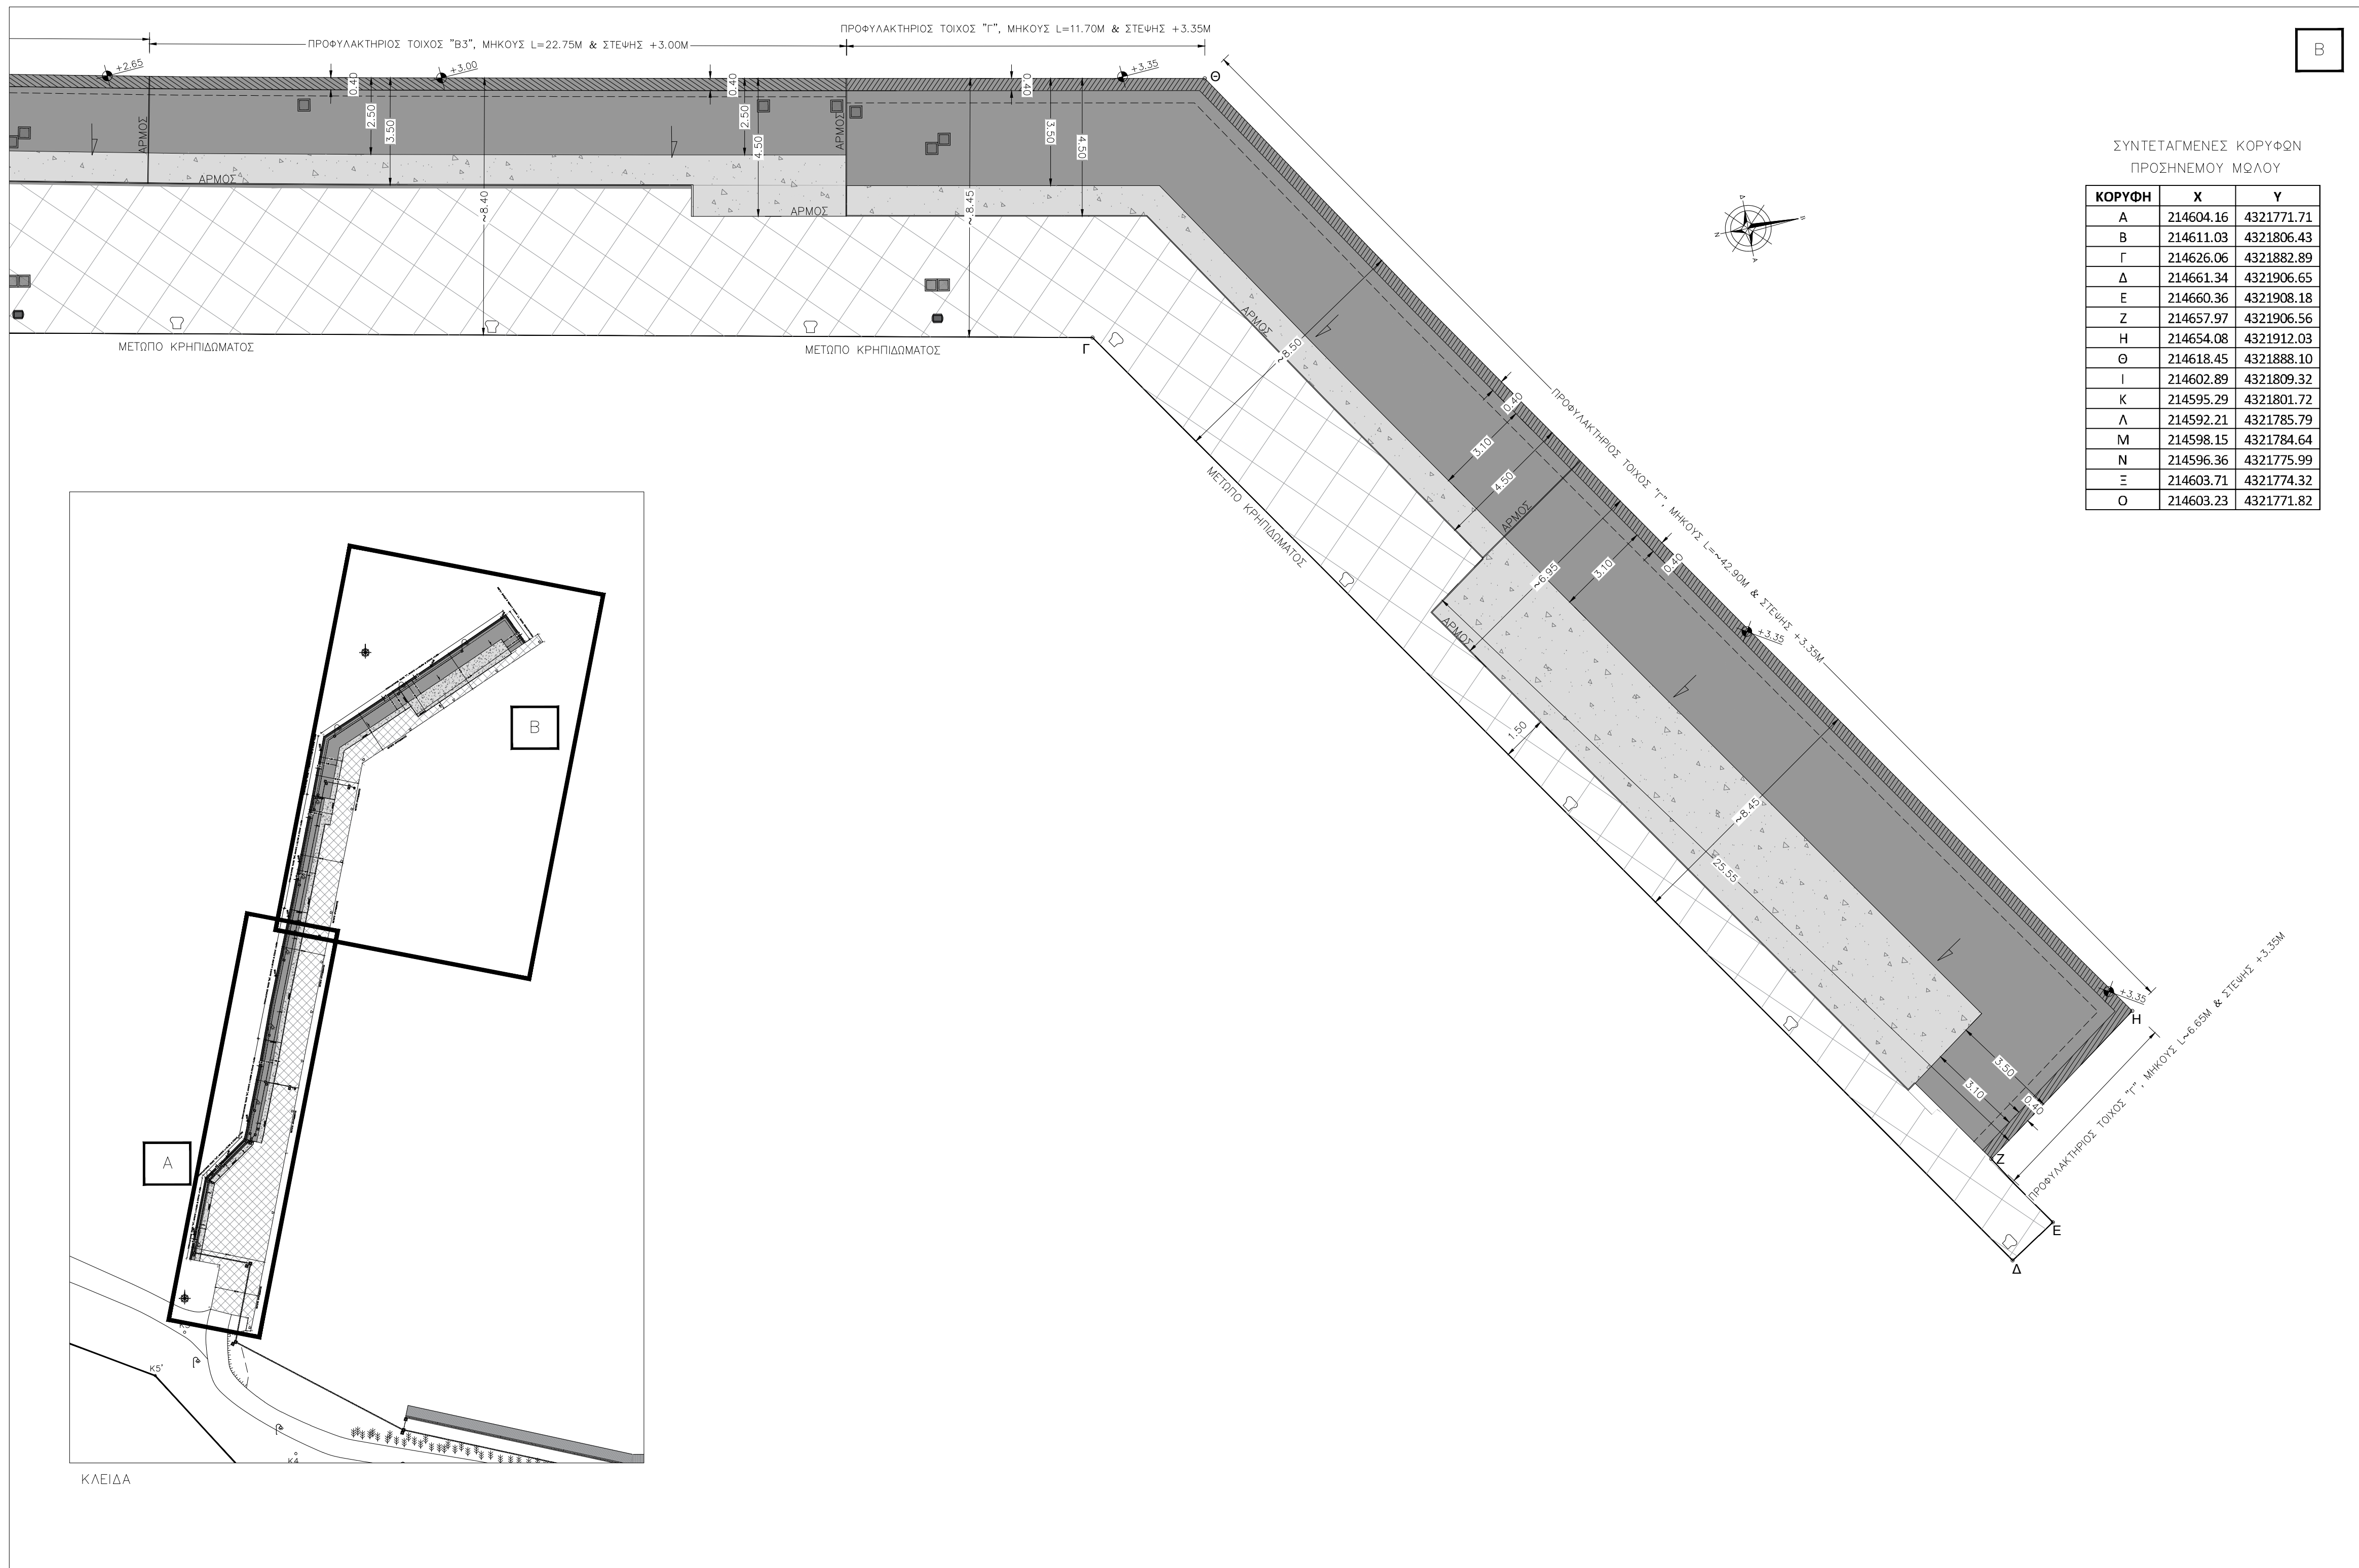 ΠΡΟΦΥΛΑΚΤΗΡΙΟΣ ΤΟΙΧΟΣ "Β3", ΜΗΚΟΥΣ L=22.75M & ΣΤΕΨΗΣ +3.00M
ΠΡΟΦΥΛΑΚΤΗΡΙΟΣ ΤΟΙΧΟΣ "Γ", ΜΗΚΟΥΣ L=11.70M & ΣΤΕΨΗΣ +3.35M
B
+2.65
+3.00
+3.35
Θ
0.40
0.40
0.40
2.50
3.50
2.50
4.50
3.50
4.50
ΑΡΜΟΣ
ΑΡΜΟΣ
ΑΡΜΟΣ
ΑΡΜΟΣ
~8.40
~8.45
ΜΕΤΩΠΟ ΚΡΗΠΙΔΩΜΑΤΟΣ
ΜΕΤΩΠΟ ΚΡΗΠΙΔΩΜΑΤΟΣ
Γ
Δ
Β
Ν
Α
ΣΥΝΤΕΤΑΓΜΕΝΕΣ ΚΟΡΥΦΩΝ
ΠΡΟΣΗΝΕΜΟΥ ΜΩΛΟΥ
ΚΟΡΥΦΗ X Y
Α 214604.16 4321771.71
Β 214611.03 4321806.43
Γ 214626.06 4321882.89
Δ 214661.34 4321906.65
Ε 214660.36 4321908.18
Ζ 214657.97 4321906.56
Η 214654.08 4321912.03
Θ 214618.45 4321888.10
Ι 214602.89 4321809.32
Κ 214595.29 4321801.72
Λ 214592.21 4321785.79
Μ 214598.15 4321784.64
Ν 214596.36 4321775.99
Ξ 214603.71 4321774.32
Ο 214603.23 4321771.82
ΑΡΜΟΣ
~8.50
0.40
3.10
4.50
ΠΡΟΦΥΛΑΚΤΗΡΙΟΣ ΤΟΙΧΟΣ "Γ", ΜΗΚΟΥΣ L=~42.90M & ΣΤΕΨΗΣ +3.35M
ΜΕΤΩΠΟ ΚΡΗΠΙΔΩΜΑΤΟΣ
ΑΡΜΟΣ
~6.95
3.10
0.40
ΑΡΜΟΣ
+3.35
1.50
~8.45
25.55
+3.35
Η
3.50
3.10
0.40
Ζ
ΠΡΟΦΥΛΑΚΤΗΡΙΟΣ ΤΟΙΧΟΣ "Γ", ΜΗΚΟΥΣ L~6.65M & ΣΤΕΨΗΣ +3.35M
Ε
Δ
B
A
K5'
ΚΛΕΙΔΑ